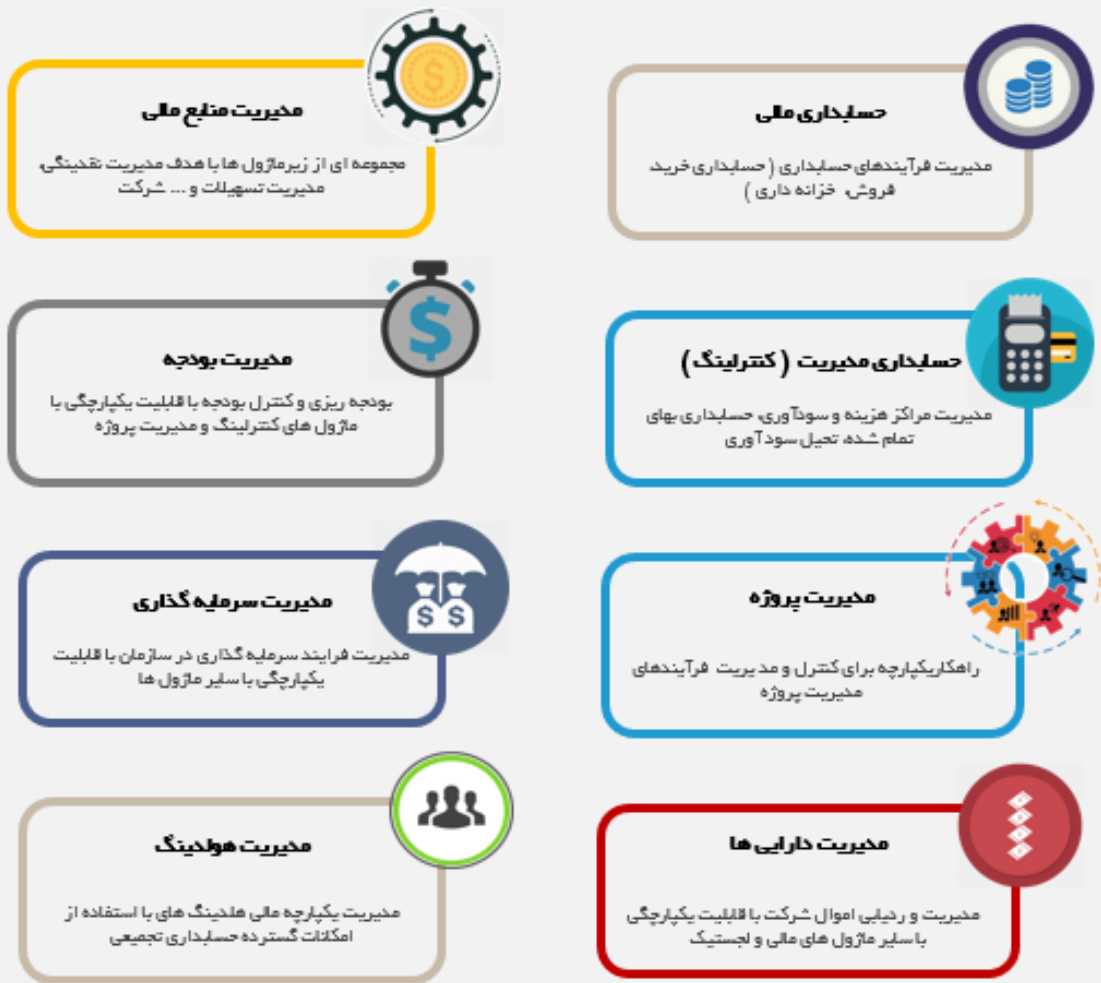 حسابداری مالی
مدیریت فرآیندهای حسابداری ( حسابداری خرید،
فروش، خزانه داری )
مدیریت منابع مالی
مجموعه ای از زیرماژول ها با هدف مدیریت نقدینگی،
مدیریت تسهیلات و ... شرکت
حسابداری مدیریت ( کنترلینگ )
مدیریت مراکز هزینه و سودآوری، حسابداری بهای
تمام شده، تحیل سودآوری
مدیریت بودجه
بودجه ریزی و کنترل بودجه با قابلیت یکپارچگی با
ماژول های کنترلینگ و مدیریت پروژه
مدیریت پروژه
راهکاریکپارچه برای کنترل و مدیریت فرآیندهای
مدیریت پروژه
مدیریت سرمایه گذاری
مدیریت فرایند سرمایه گذاری در سازمان با قابلیت
یکپارچگی با سایر ماژول ها
مدیریت دارایی ها
مدیریت و ردیابی اموال شرکت با قابلیت یکپارچگی
با سایر ماژول های مالی و لجستیک
مدیریت هولدینگ
مدیریت یکپارچه مالی هلدینگ های با استفاده از
امکانات گسترده حسابداری تجمیعی